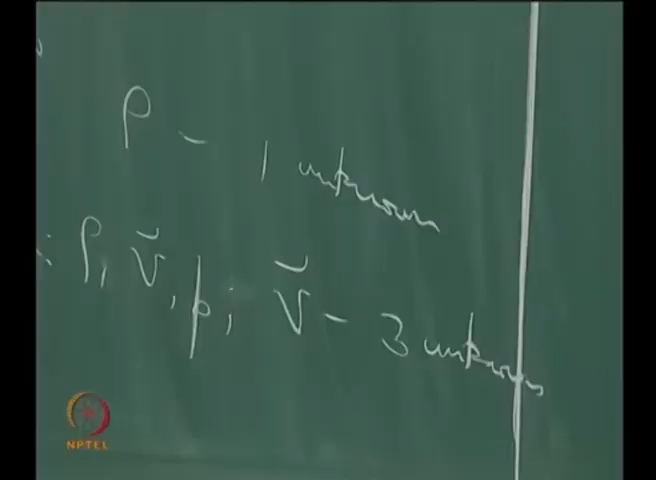 ρ - 1 unknown
: ρ, V̆, p; V̆ - 3 unknowns
NPTEL